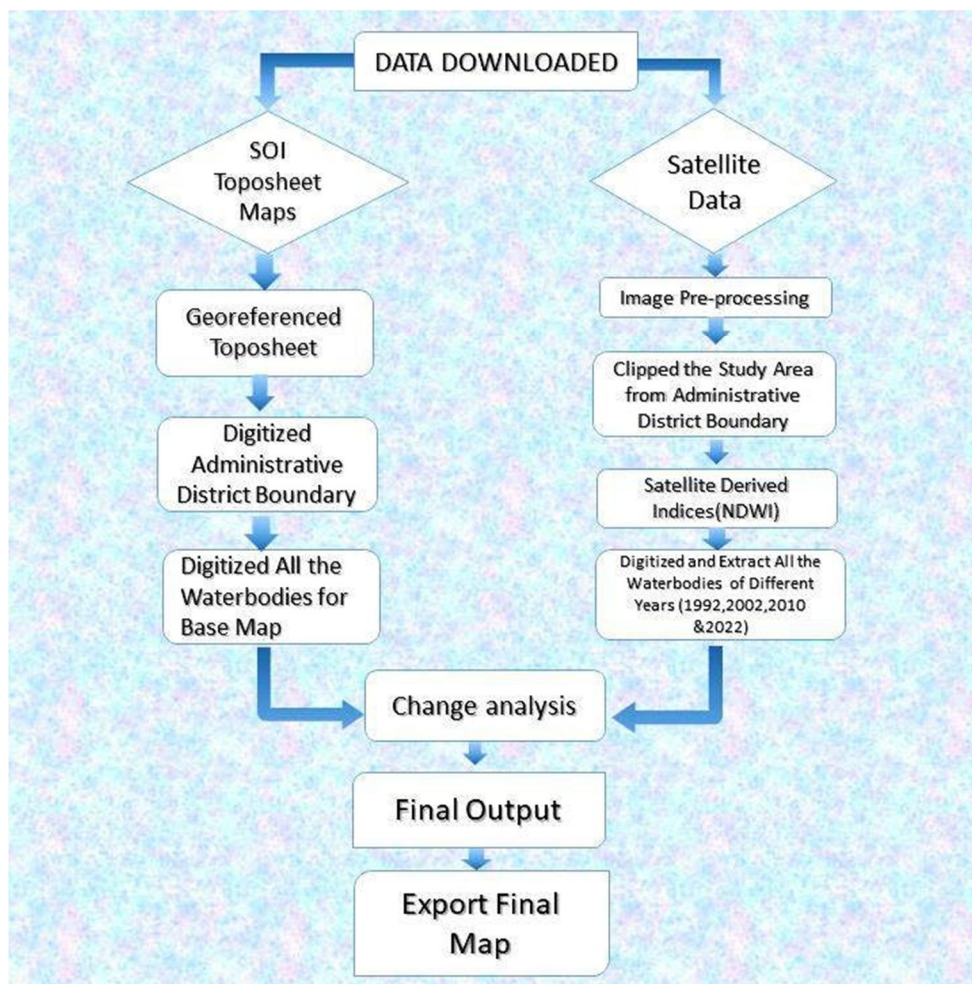 DATA DOWNLOADED
SOI
Toposheet
Maps
Georeferenced
Toposheet
Digitized
Administrative
District Boundary
Digitized All the
Waterbodies for
Base Map
Satellite
Data
Image Pre-processing
Clipped the Study Area
from Administrative
District Boundary
Satellite Derived
Indices(NDWI)
Digitized and Extract All the
Waterbodies of Different
Years (1992,2002,2010
&2022)
Change analysis
Final Output
Export Final
Map